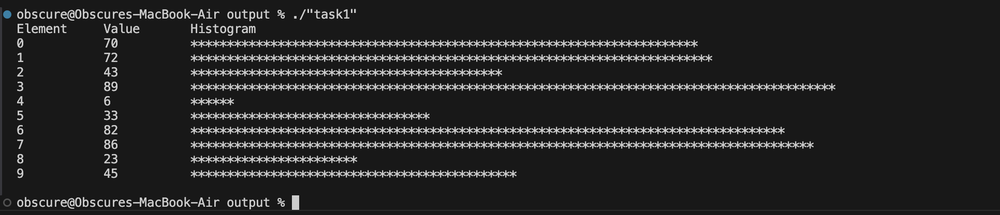 obscure@Obscures-MacBook-Air output % ./"task1"
Element     Value       Histogram
0           70          **********************************************************************
1           72          ************************************************************************
2           43          *******************************************
3           89          *****************************************************************************************
4           6           ******
5           33          *********************************
6           82          **********************************************************************************
7           86          **************************************************************************************
8           23          ***********************
9           45          *********************************************
obscure@Obscures-MacBook-Air output %